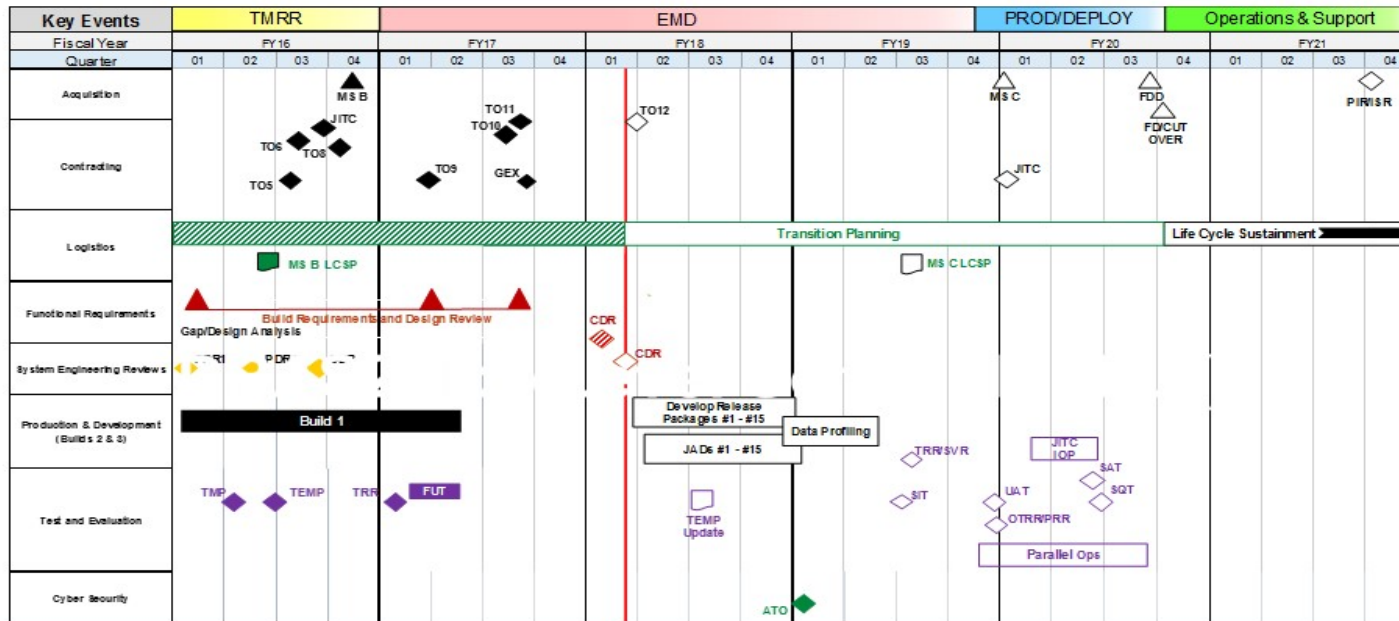 Key Events
TMRR
EMD
PROD/DEPLOY
Operations & Support
Fiscal Year
FY16
FY17
FY18
FY19
FY20
FY21
Quarter
01 02 03 04 01 02 03 04 01 02 03 04 01 02 03 04 01 02 03 04 01 02 03 04
Acquisition
MS B
MS C
FDD
PIR/ISR
FD/CUT
OVER
Contracting
JITC
TO6
TO8
TO5
TO11
TO10
TO9
GEX
TO12
JITC
Logistics
Transition Planning
Life Cycle Sustainment
MS B LCSP
MS C LCSP
Functional Requirements
Build Requirements and Design Review
Gap/Design Analysis
CDR
System Engineering Reviews
PDR
CDR
Production & Development
(Builds 2 & 3)
Build 1
Develop Release
Packages #1 - #15
Data Profiling
JADs #1 - #15
TRR/SVR
JITC
IOP
Test and Evaluation
TMP
TEMP
TRR
FUT
TEMP
Update
SIT
UAT
OTRR/PRR
SAT
SQT
Parallel Ops
Cyber Security
ATO